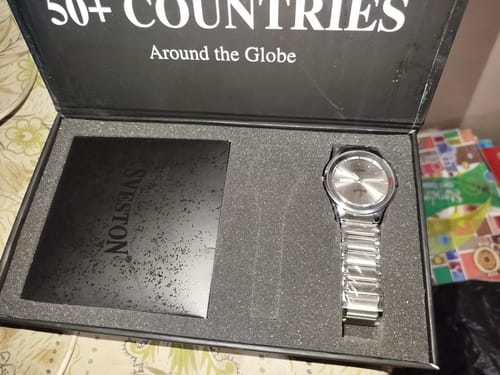 50+ COUNTRIES
Around the Globe
SVESTON®